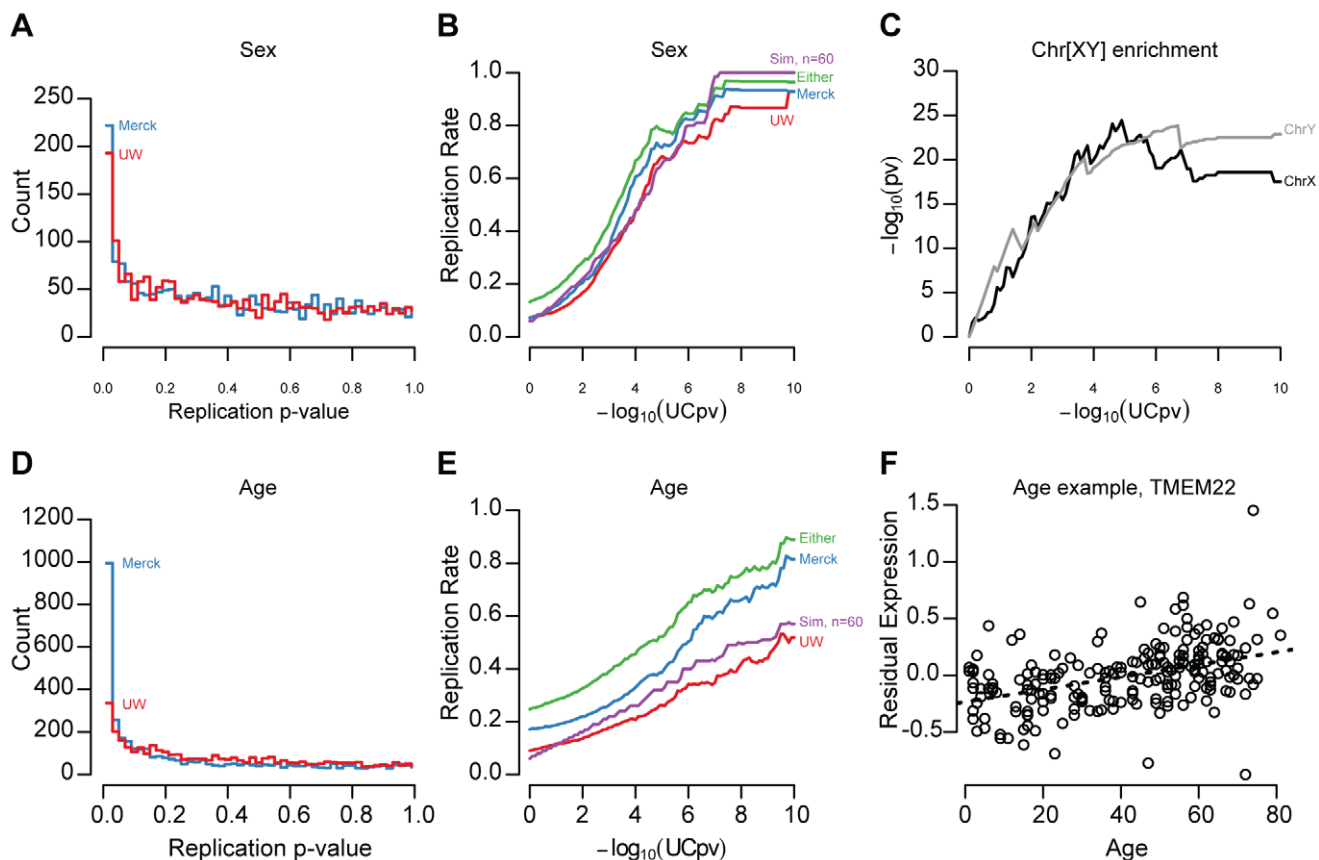 A
Sex
250
200
150
100
50
0
Count
Merck
UW
0.0 0.2 0.4 0.6 0.8 1.0
Replication p-value
B
Sex
1.0
0.8
0.6
0.4
0.2
0.0
Replication Rate
Sim, n=60
Either
Merck
UW
0 2 4 6 8 10
−log10(UCpv)
C
Chr[XY] enrichment
30
25
20
15
10
5
0
−log10(pv)
ChrY
ChrX
0 2 4 6 8 10
−log10(UCpv)
D
Age
1200
1000
800
600
400
200
0
Count
Merck
UW
0.0 0.2 0.4 0.6 0.8 1.0
Replication p-value
E
Age
1.0
0.8
0.6
0.4
0.2
0.0
Replication Rate
Either
Merck
Sim, n=60
UW
0 2 4 6 8 10
−log10(UCpv)
F
Age example, TMEM22
1.5
1.0
0.5
0.0
-0.5
Residual Expression
0 20 40 60 80
Age